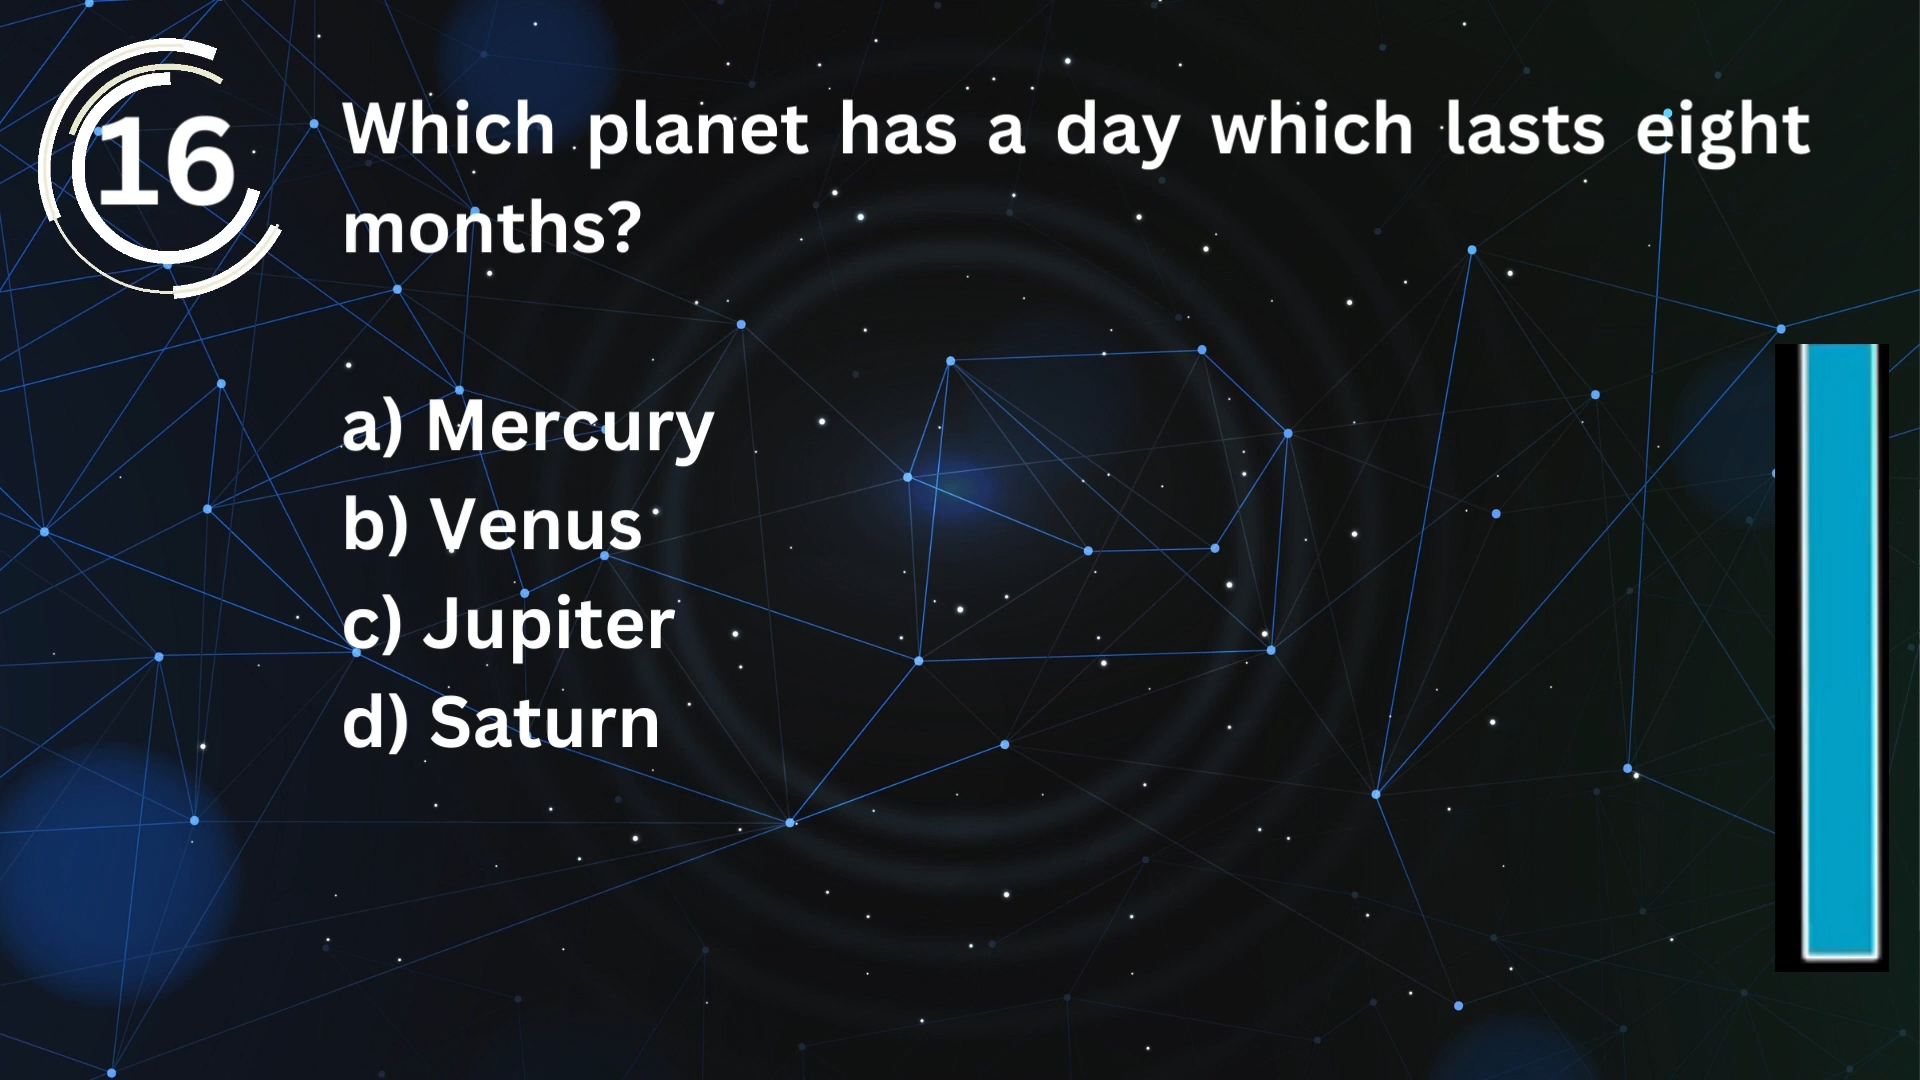 16
Which planet has a day which lasts eight
months?
a) Mercury
b) Venus
c) Jupiter
d) Saturn